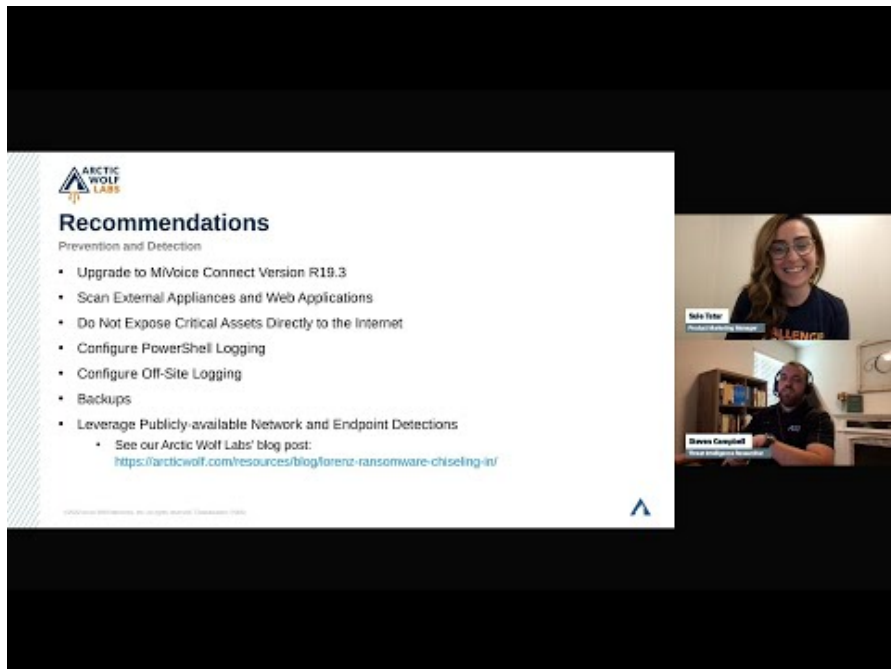 ARCTIC
WOLF
LABS
Recommendations
Prevention and Detection
• Upgrade to MiVoice Connect Version R19.3
• Scan External Appliances and Web Applications
• Do Not Expose Critical Assets Directly to the Internet
• Configure PowerShell Logging
• Configure Off-Site Logging
• Backups
• Leverage Publicly-available Network and Endpoint Detections
• See our Arctic Wolf Labs' blog post:
https://arcticwolf.com/resources/blog/lorenz-ransomware-chiseling-in/
Sule Tatar
Product Marketing Manager
LLENGE
Steven Campbell
Threat Intelligence Researcher